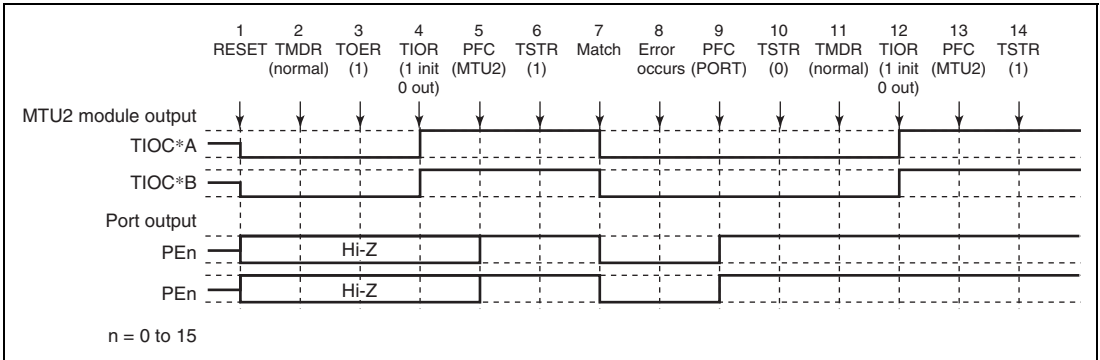 1 2 3 4 5 6 7 8 9 10 11 12 13 14
RESET TMDR TOER TIOR PFC TSTR Match Error PFC TSTR TMDR TIOR PFC TSTR
(normal) (1) (1 init (MTU2) (1) occurs (PORT) (0) (normal) (1 init (MTU2) (1)
0 out) 0 out)
MTU2 module output
TIOC*A
TIOC*B
Port output
PEn Hi-Z
PEn Hi-Z
n = 0 to 15